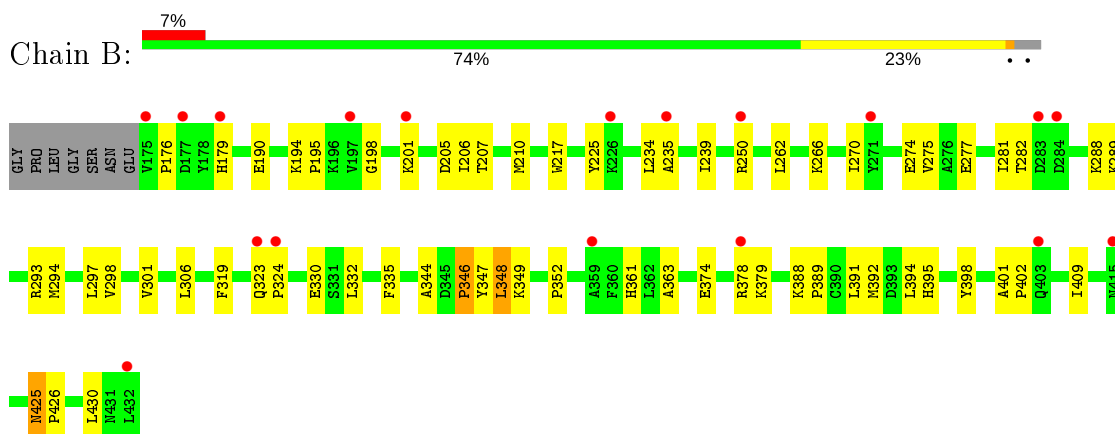 7%
Chain B:
74% 23% • •
GLY PRO LEU GLY SER ASN GLU V175 P176 D177 Y178 H179 E190 K194 P195 K196 V197 G198 K201 D205 I206 T207 M210 W217 Y225 K226 L234 A235 I239 R250 L262 K266 I270 Y271 E274 V275 A276 E277 I281 T282 D283 D284 K288 K289
R293 M294 L297 V298 V301 L306 F319 Q323 P324 E330 S331 L332 F335 A344 D345 P346 Y347 L348 K349 P352 A359 F360 H361 L362 A363 E374 R378 K379 K388 P389 C390 L391 M392 D393 L394 H395 Y398 A401 P402 Q403 I409 N415
N425 P426 L430 N431 L432